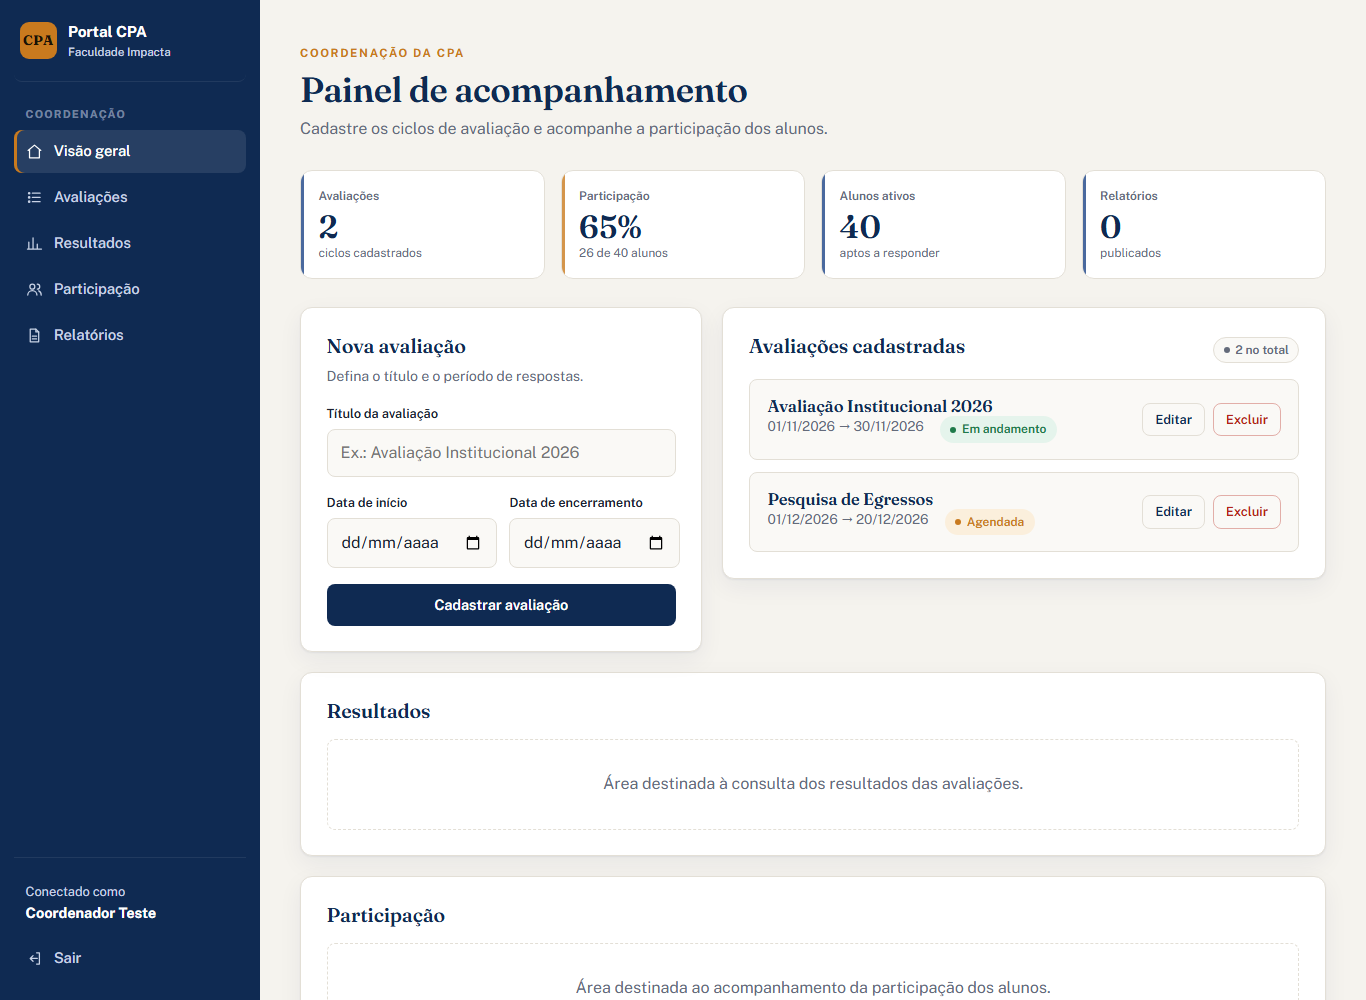 CPA
Portal CPA
Faculdade Impacta
COORDENAÇÃO
Visão geral
Avaliações
Resultados
Participação
Relatórios
Conectado como
Coordenador Teste
Sair
COORDENAÇÃO DA CPA
Painel de acompanhamento
Cadastre os ciclos de avaliação e acompanhe a participação dos alunos.
Avaliações
2
ciclos cadastrados
Participação
65%
26 de 40 alunos
Alunos ativos
40
aptos a responder
Relatórios
0
publicados
Nova avaliação
Defina o título e o período de respostas.
Título da avaliação
Ex.: Avaliação Institucional 2026
Data de início
Data de encerramento
dd/mm/aaaa
dd/mm/aaaa
Cadastrar avaliação
Avaliações cadastradas
2 no total
Avaliação Institucional 2026
01/11/2026 → 30/11/2026
Em andamento
Editar
Excluir
Pesquisa de Egressos
01/12/2026 → 20/12/2026
Agendada
Editar
Excluir
Resultados
Área destinada à consulta dos resultados das avaliações.
Participação
Área destinada ao acompanhamento da participação dos alunos.